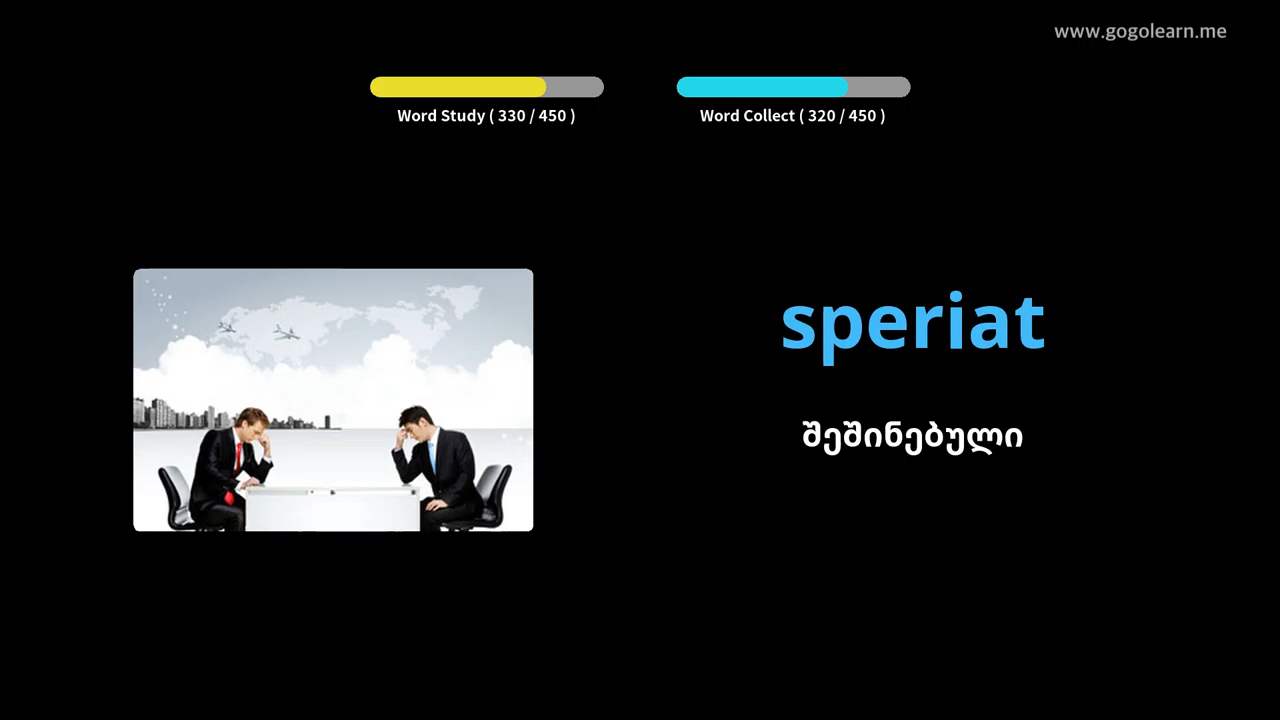 www.gogolearn.me
Word Study ( 330 / 450 )
Word Collect ( 320 / 450 )
speriat
შეშინებული